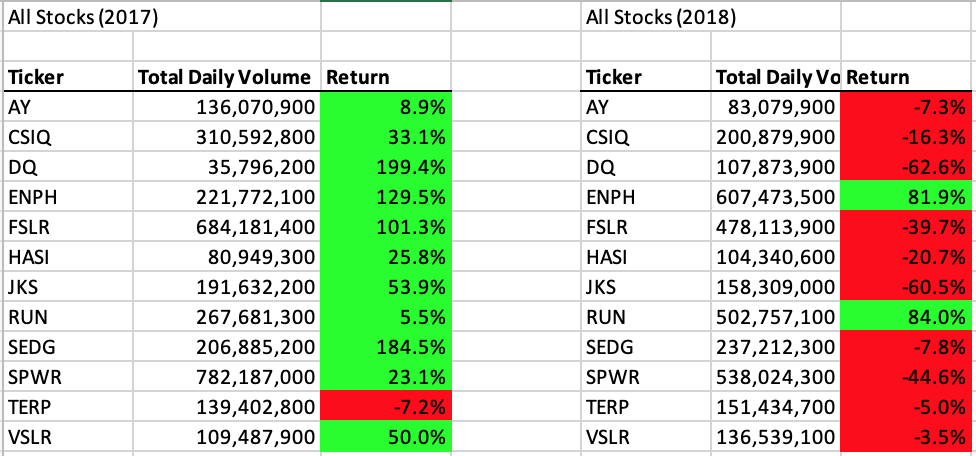 All Stocks (2017) All Stocks (2018)
Ticker Total Daily Volume Return Ticker Total Daily Vo Return
AY 136,070,900 8.9% AY 83,079,900 -7.3%
CSIQ 310,592,800 33.1% CSIQ 200,879,900 -16.3%
DQ 35,796,200 199.4% DQ 107,873,900 -62.6%
ENPH 221,772,100 129.5% ENPH 607,473,500 81.9%
FSLR 684,181,400 101.3% FSLR 478,113,900 -39.7%
HASI 80,949,300 25.8% HASI 104,340,600 -20.7%
JKS 191,632,200 53.9% JKS 158,309,000 -60.5%
RUN 267,681,300 5.5% RUN 502,757,100 84.0%
SEDG 206,885,200 184.5% SEDG 237,212,300 -7.8%
SPWR 782,187,000 23.1% SPWR 538,024,300 -44.6%
TERP 139,402,800 -7.2% TERP 151,434,700 -5.0%
VSLR 109,487,900 50.0% VSLR 136,539,100 -3.5%